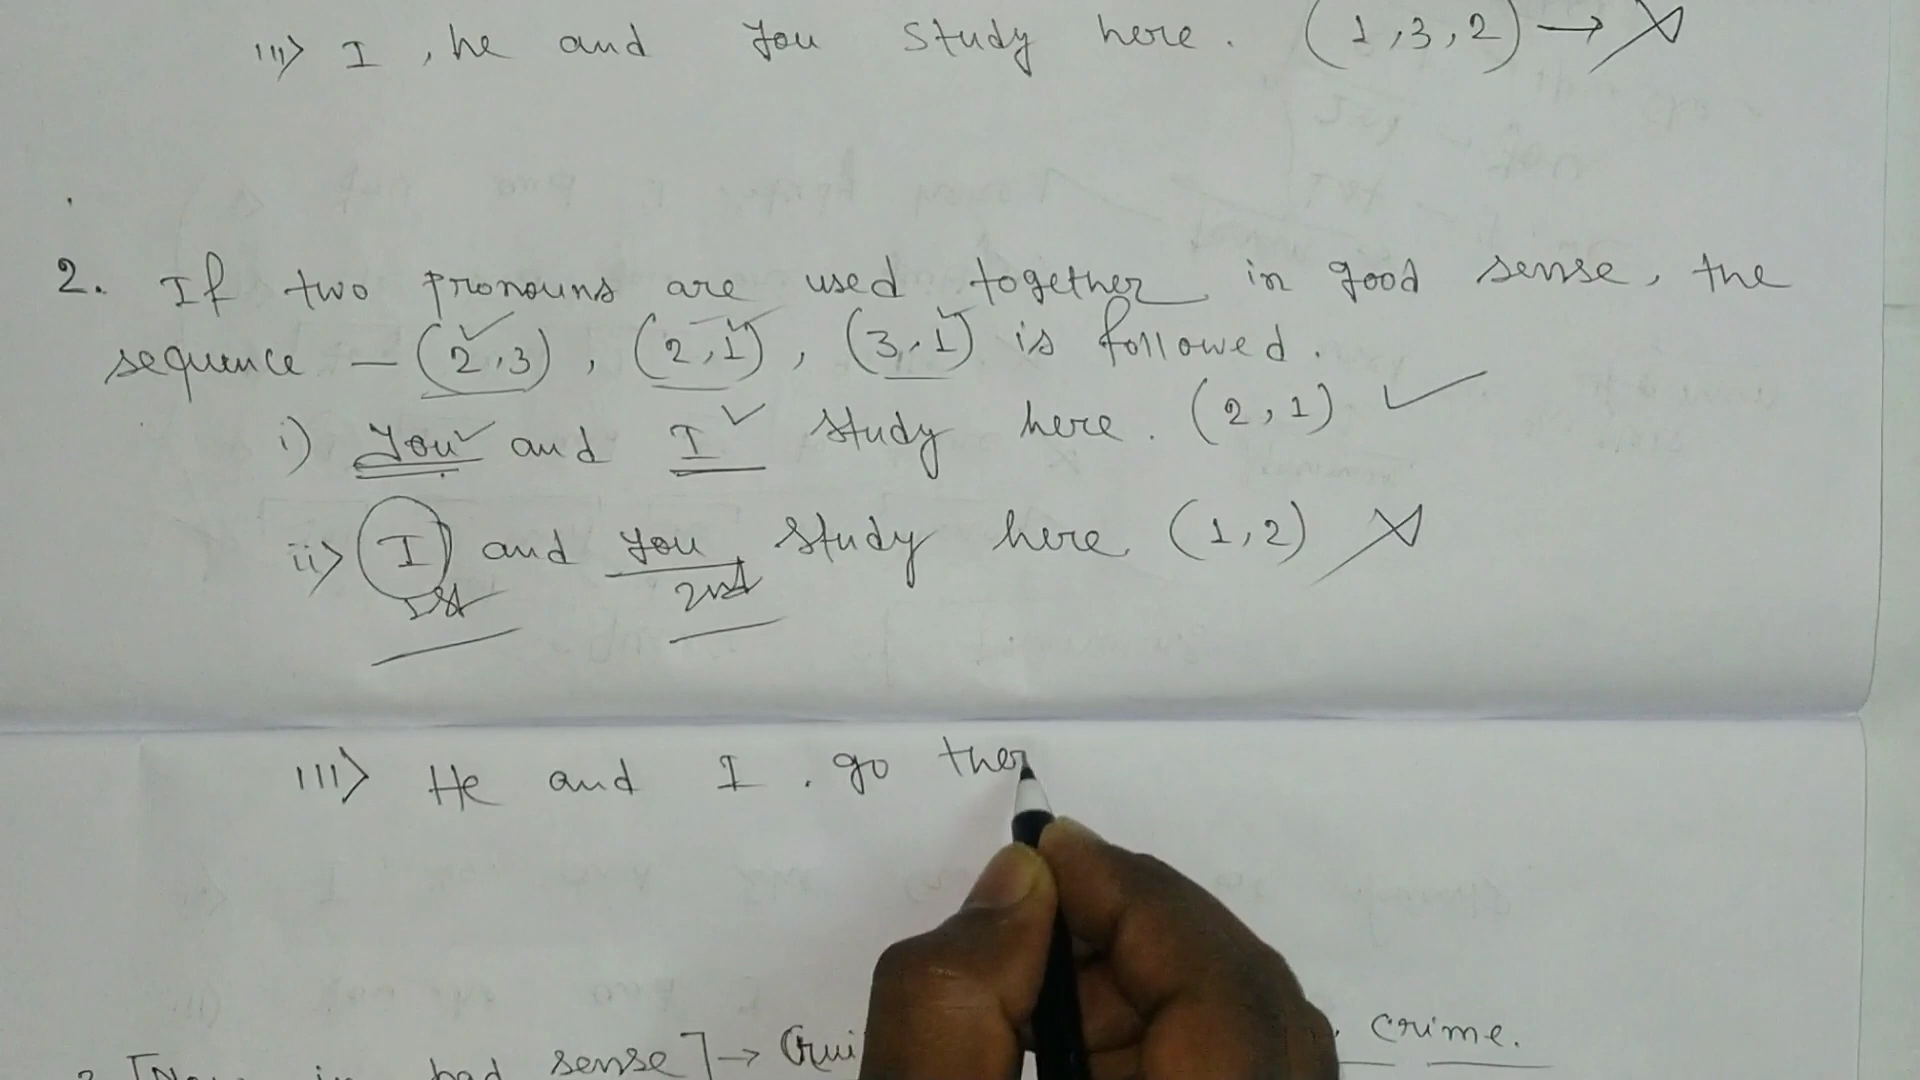 iii) I , he and you study here . (1,3,2) →
2. If two pronouns are used together in good sense, the
sequence - (2,3) , (2,1) , (3,1) is followed.
i) You and I study here. (2,1) ✓
ii) I and you study here. (1,2)
1st 2nd
iii) He and I go ther
bad sense] → Gui crime.